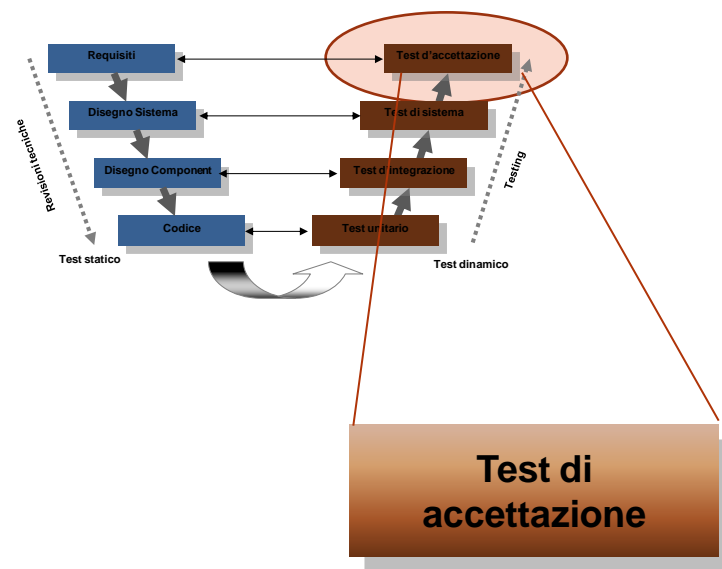 Requisiti
Test d'accettazione
Disegno Sistema
Test di sistema
Disegno Component
Test d'integrazione
Codice
Test unitario
Revisioni tecniche
Testing
Test statico
Test dinamico
Test di
accettazione